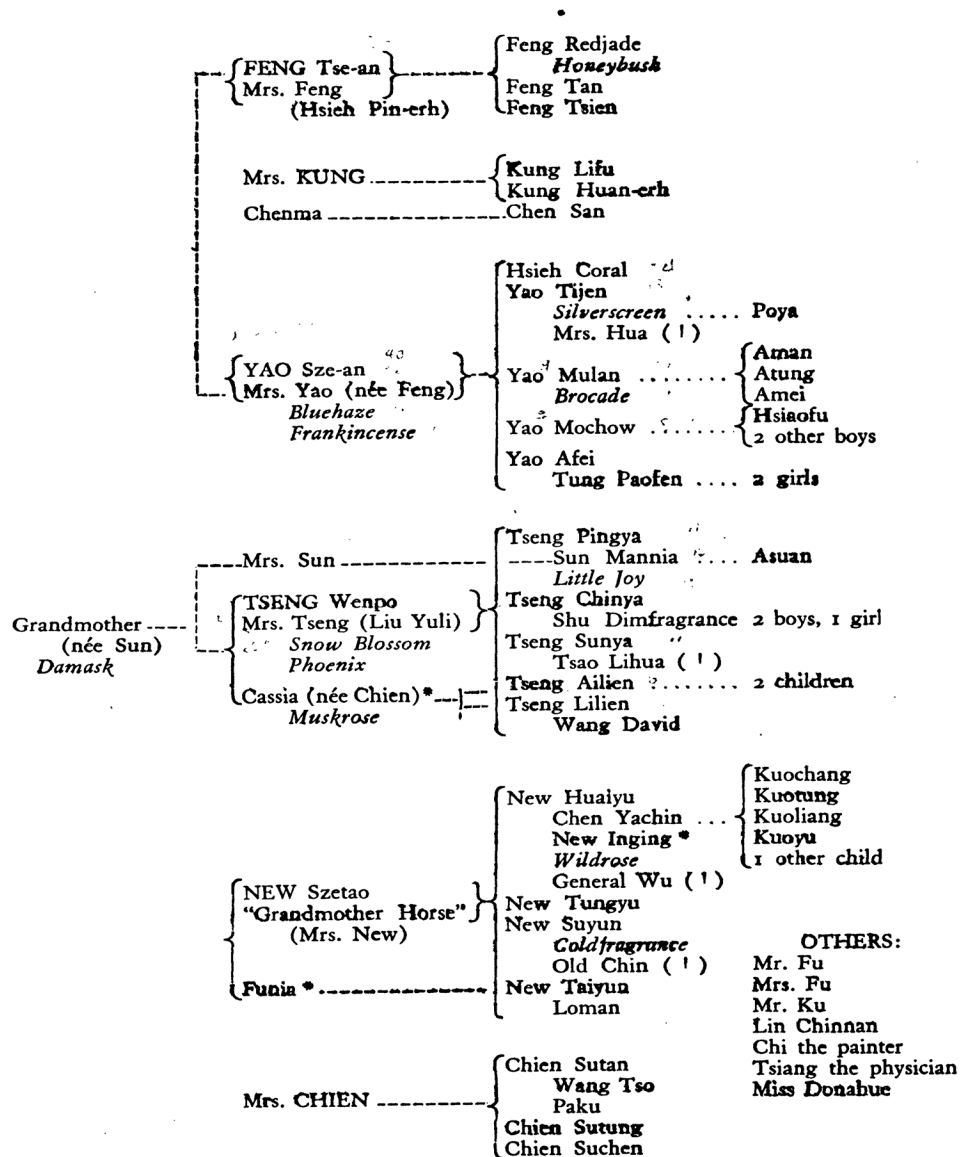 FENG Tse-an
Mrs. Feng
(Hsieh Pin-erh)
Feng Redjade
Honeybush
Feng Tan
Feng Tsien
Mrs. KUNG
Kung Lifu
Kung Huan-erh
Chenma
Chen San
YAO Sze-an
Mrs. Yao (née Feng)
Bluehaze
Frankincense
Hsieh Coral
Yao Tijen
Silverscreen ..... Poya
Mrs. Hua (!)
Yao Mulan ........
Brocade
Aman
Atung
Amei
Yao Mochow ........
Hsiaofu
2 other boys
Yao Afei
Tung Paofen .... 2 girls
Grandmother
(née Sun)
Damask
Mrs. Sun
TSENG Wenpo
Mrs. Tseng (Liu Yuli)
Snow Blossom
Phoenix
Cassia (née Chien)*
Muskrose
Tseng Pingya
Sun Mannia .... Asuan
Little Joy
Tseng Chinya
Shu Dimfragrance 2 boys, 1 girl
Tseng Sunya
Tsao Lihua (!)
Tseng Ailien ........ 2 children
Tseng Lilien
Wang David
NEW Szetao
"Grandmother Horse"
(Mrs. New)
Funia *
New Huaiyu
Chen Yachin ...
New Inging *
Wildrose
General Wu (!)
Kuochang
Kuotung
Kuoliang
Kuoyu
1 other child
New Tungyu
New Suyun
Coldfragrance
Old Chin (!)
New Taiyun
Loman
Mrs. CHIEN
Chien Sutan
Wang Tso
Paku
Chien Sutung
Chien Suchen
OTHERS:
Mr. Fu
Mrs. Fu
Mr. Ku
Lin Chinnan
Chi the painter
Tsiang the physician
Miss Donahue